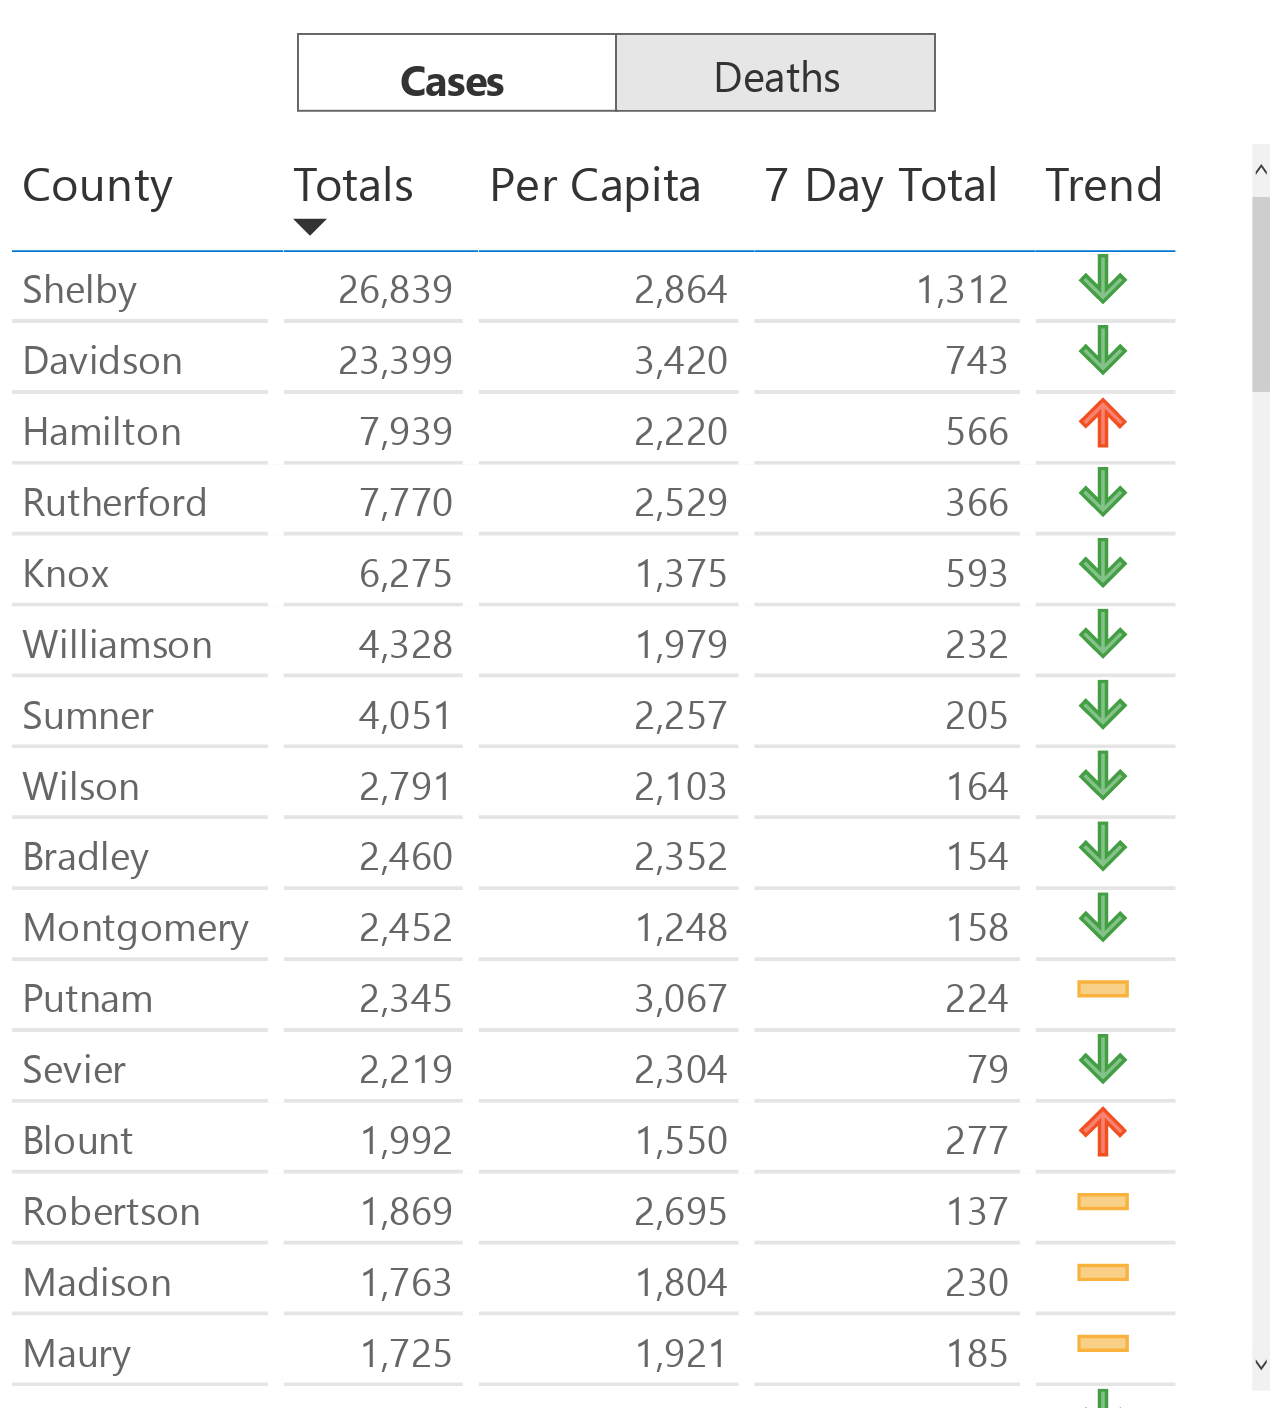 Cases Deaths
County Totals Per Capita 7 Day Total Trend
Shelby 26,839 2,864 1,312
Davidson 23,399 3,420 743
Hamilton 7,939 2,220 566
Rutherford 7,770 2,529 366
Knox 6,275 1,375 593
Williamson 4,328 1,979 232
Sumner 4,051 2,257 205
Wilson 2,791 2,103 164
Bradley 2,460 2,352 154
Montgomery 2,452 1,248 158
Putnam 2,345 3,067 224
Sevier 2,219 2,304 79
Blount 1,992 1,550 277
Robertson 1,869 2,695 137
Madison 1,763 1,804 230
Maury 1,725 1,921 185